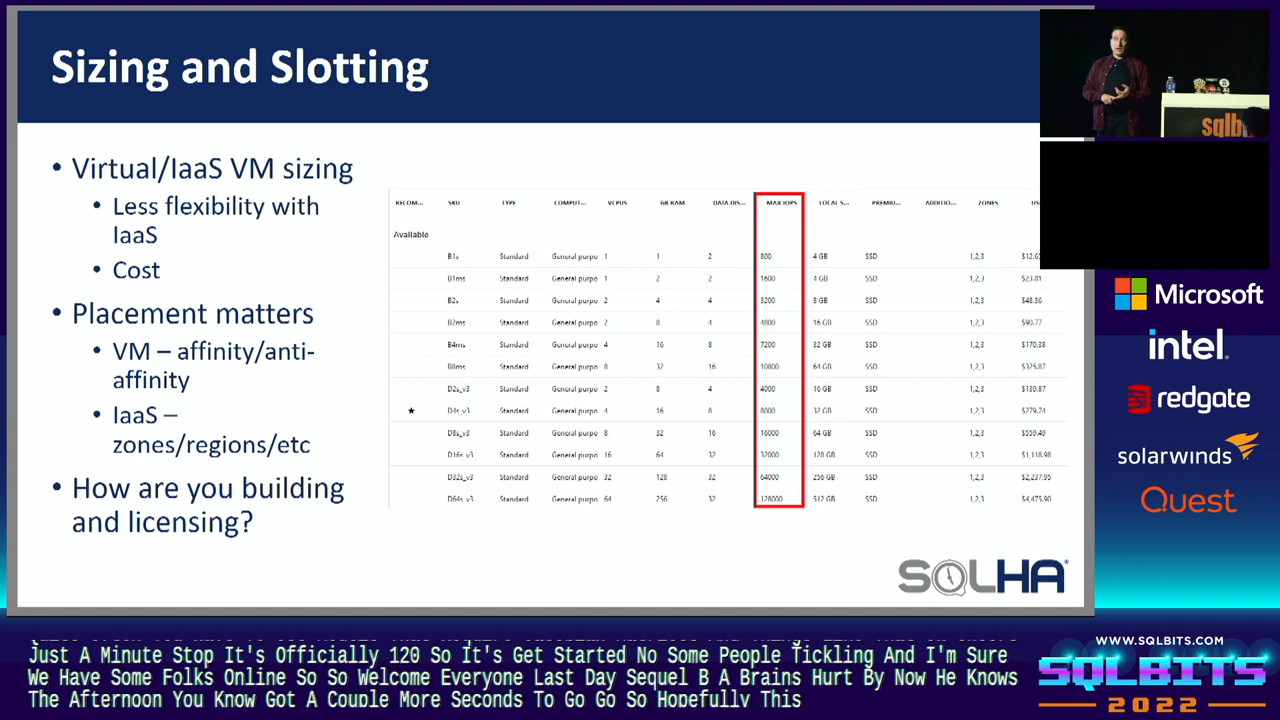 Sizing and Slotting
• Virtual/IaaS VM sizing
• Less flexibility with
IaaS
• Cost
• Placement matters
• VM – affinity/anti-
affinity
• IaaS –
zones/regions/etc
• How are you building
and licensing?
RECOM... SKU TYPE COMPUT... VCPUS GB RAM DATA DIS... MAX IOPS LOCAL S... PREMIU... ADDITIO... ZONES
Available
B1s Standard General purpo 1 1 2 800 4 GB SSD 1,2,3
B1ms Standard General purpo 1 2 2 1600 4 GB SSD 1,2,3 $23.01
B2s Standard General purpo 2 4 4 3200 8 GB SSD 1,2,3 $48.36
B2ms Standard General purpo 2 8 4 4800 16 GB SSD 1,2,3 $90.77
B4ms Standard General purpo 4 16 8 7200 32 GB SSD 1,2,3 $170.38
B8ms Standard General purpo 8 32 16 10800 64 GB SSD 1,2,3 $325.87
D2s_v3 Standard General purpo 2 8 4 4000 16 GB SSD 1,2,3 $139.87
★ D4s_v3 Standard General purpo 4 16 8 8000 32 GB SSD 1,2,3 $279.74
D8s_v3 Standard General purpo 8 32 16 16000 64 GB SSD 1,2,3 $559.49
D16s_v3 Standard General purpo 16 64 32 32000 128 GB SSD 1,2,3 $1,118.98
D32s_v3 Standard General purpo 32 128 32 64000 256 GB SSD 1,2,3 $2,237.95
D64s_v3 Standard General purpo 64 256 32 128000 512 GB SSD 1,2,3 $4,475.90
SQLHA
sqlb
Microsoft
intel.
redgate
solarwinds
Quest
WWW.SQLBITS.COM
SQLBITS
2022
Just A Minute Stop It's Officially 120 So It's Get Started No Some People Tickling And I'm Sure
We Have Some Folks Online So So Welcome Everyone Last Day Sequel B A Brains Hurt By Now He Knows
The Afternoon You Know Got A Couple More Seconds To Go Go So Hopefully This